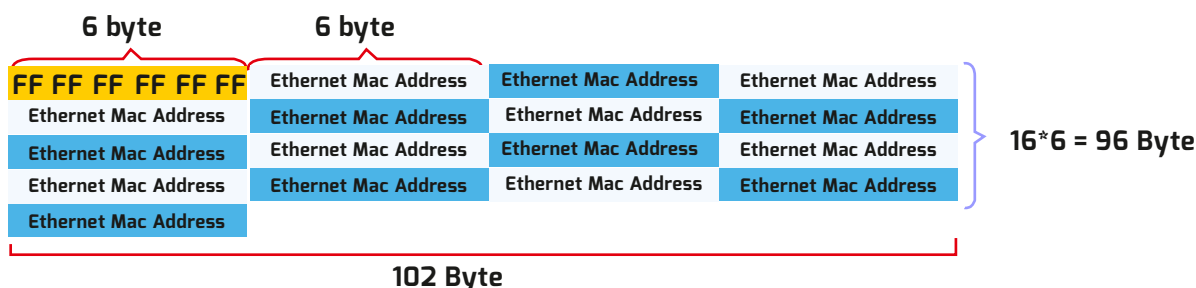 6 byte 6 byte
FF FF FF FF FF FF Ethernet Mac Address Ethernet Mac Address Ethernet Mac Address
Ethernet Mac Address Ethernet Mac Address Ethernet Mac Address Ethernet Mac Address
16*6 = 96 Byte
Ethernet Mac Address Ethernet Mac Address Ethernet Mac Address Ethernet Mac Address
Ethernet Mac Address Ethernet Mac Address Ethernet Mac Address Ethernet Mac Address
Ethernet Mac Address
102 Byte